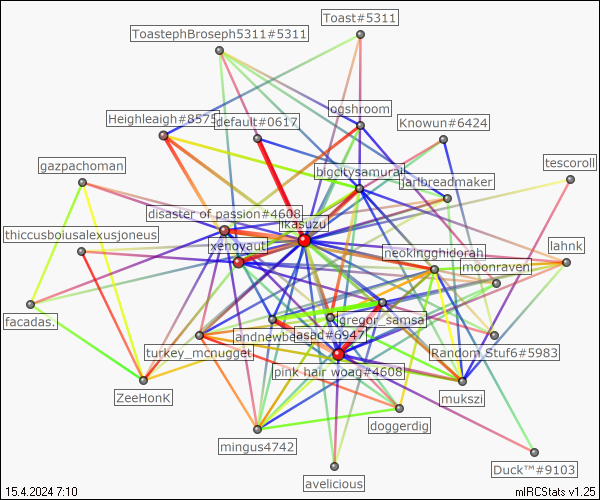 Toast#5311
ToastephBroseph5311#5311
ogshroom
Heighleigh#8575
default#0617
Knowun#6424
tescoroll
gazpachoman
bigcitysamurai
jarlbreadmaker
disaster of passion#4608
ikasuzu
thiccusboiusalexusjoneus
xenoyautj
neokingghidorah
lahnk
moonraven
facadas.
gregor_samsa
andnewbe
asad#6947
turkey_mcnugget
Random Stuf6#5983
pink hair woag#4608
ZeeHonK
mukszi
doggerdig
mingus4742
Duck™#9103
avelicious
15.4.2024 7:10
mIRCStats v1.25